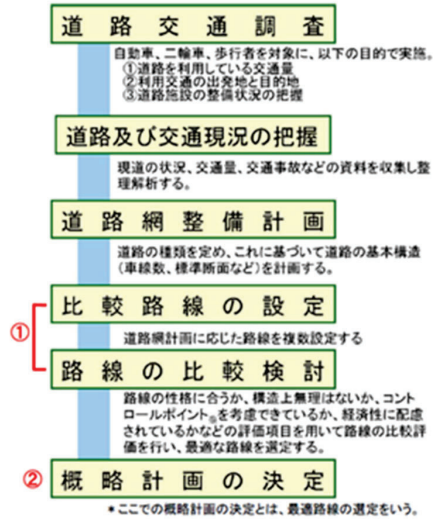 道路交通調査
自動車、二輪車、歩行者を対象に、以下の目的で実施。
①道路を利用している交通量
②利用交通の出発地と目的地
③道路施設の整備状況の把握
道路及び交通現況の把握
現道の状況、交通量、交通事故などの資料を収集し整
理解析する。
道路網整備計画
道路の種類を定め、これに基づいて道路の基本構造
(車線数、標準断面など)を計画する。
比較路線の設定
①
道路網計画に応じた路線を複数設定する
路線の比較検討
路線の性格に合うか、構造上無理はないか、コント
ロールポイント を考慮できているか、経済性に配慮
されているかなどの評価項目を用いて路線の比較評
価を行い、最適な路線を選定する。
② 概略計画の決定
*ここでの概略計画の決定とは、最適路線の選定をいう。